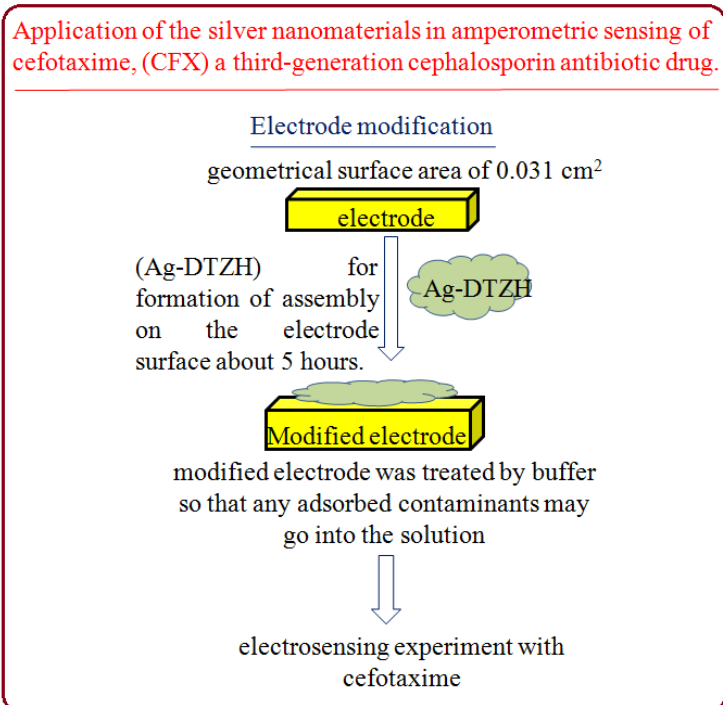 Application of the silver nanomaterials in amperometric sensing of
cefotaxime, (CFX) a third-generation cephalosporin antibiotic drug.
Electrode modification
geometrical surface area of 0.031 cm²
electrode
(Ag-DTZH) for
formation of assembly
on the electrode
surface about 5 hours.
Ag-DTZH
Modified electrode
modified electrode was treated by buffer
so that any adsorbed contaminants may
go into the solution
electrosensing experiment with
cefotaxime